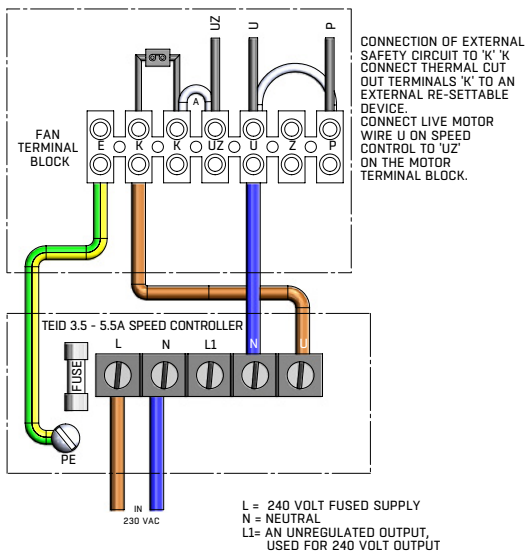 UZ
U
P
CONNECTION OF EXTERNAL
SAFETY CIRCUIT TO 'K' 'K
CONNECT THERMAL CUT
OUT TERMINALS 'K' TO AN
EXTERNAL RE-SETTABLE
DEVICE.
CONNECT LIVE MOTOR
WIRE U ON SPEED
CONTROL TO 'UZ'
ON THE MOTOR
TERMINAL BLOCK.
A
FAN
TERMINAL
BLOCK
E K K UZ U Z P
TEID 3.5 - 5.5A SPEED CONTROLLER
L N L1 N U
FUSE
PE
IN
230 VAC
L = 240 VOLT FUSED SUPPLY
N = NEUTRAL
L1= AN UNREGULATED OUTPUT,
USED FOR 240 VOLT OUTPUT